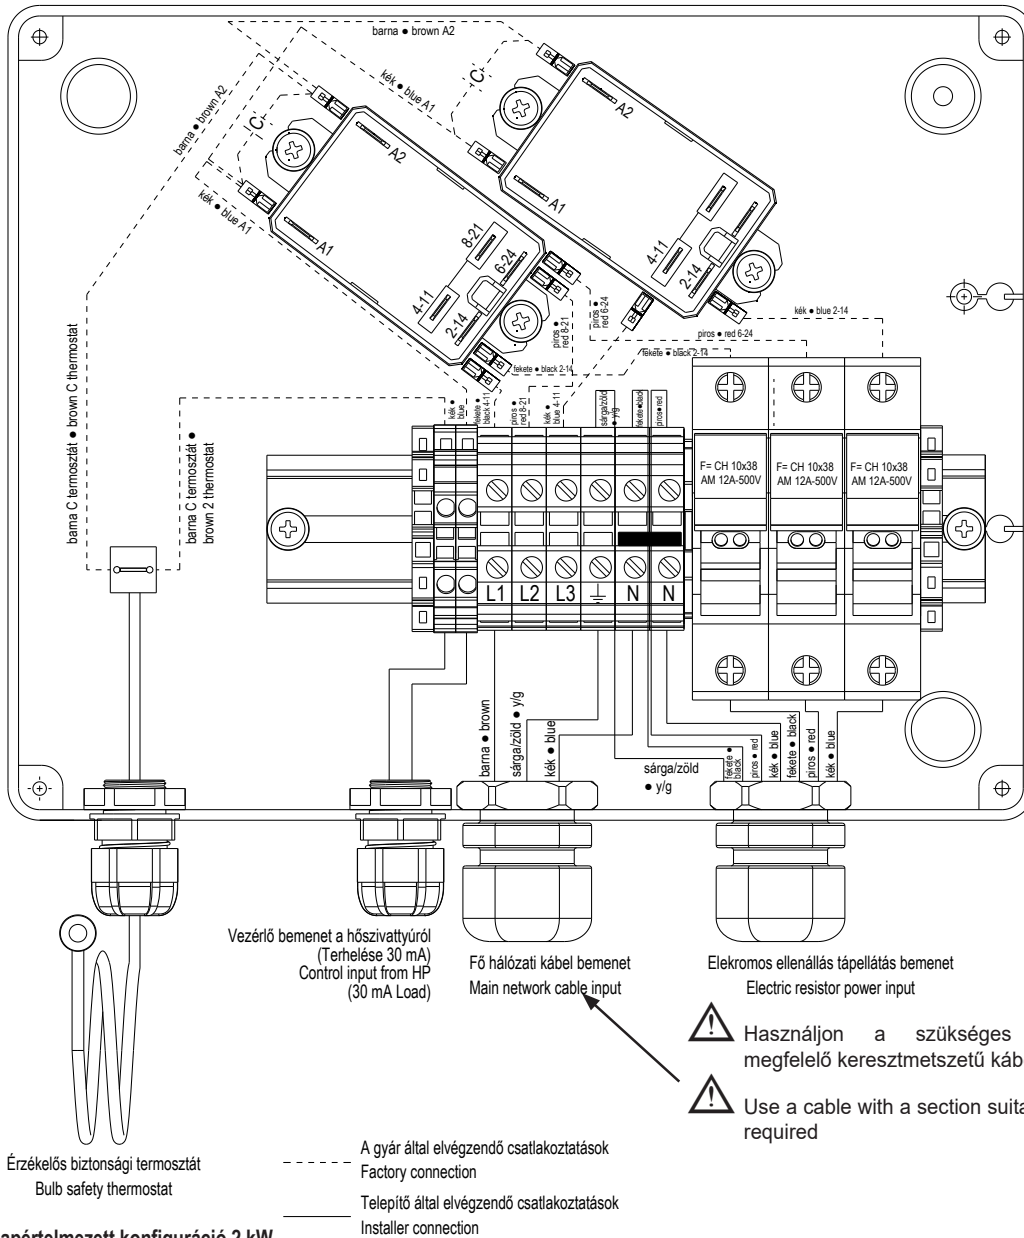 barna ● brown A2
kék ● blue A1
C
A2
barna ● brown A2
C
A2
A1
kék ● blue A1
A1
8-21
6-24
4-11
2-14
4-11
2-14
piros ●
red 6-24
piros ●
red 8-21
kék ● blue 2-14
piros ● red 6-24
fekete ● black 2-14
fekete ● black 2-14
barna C termosztát ● brown C thermostat
barna C termosztát ●
brown 2 thermostat
kék ●
blue
fekete ●
black 4-11
piros ●
red 8-21
kék ●
blue 4-11
sárga/zöld
● y/g
fekete●black
piros●red
F= CH 10x38
AM 12A-500V
F= CH 10x38
AM 12A-500V
F= CH 10x38
AM 12A-500V
L1 L2 L3 N N
barna ● brown
sárga/zöld ● y/g
kék ● blue
sárga/zöld
● y/g
fekete ●
black
piros ● red
kék ● blue
fekete ● black
piros ● red
kék ● blue
Vezérlő bemenet a hőszivattyúról
(Terhelése 30 mA)
Control input from HP
(30 mA Load)
Fő hálózati kábel bemenet
Main network cable input
Elekromos ellenállás tápellátás bemenet
Electric resistor power input
Használjon a szükséges
megfelelő keresztmetszetű káb
Use a cable with a section suita
required
Érzékelős biztonsági termosztát
Bulb safety thermostat
A gyár által elvégzendő csatlakoztatások
Factory connection
Telepítő által elvégzendő csatlakoztatások
Installer connection
apértelmezett konfiguráció 2 kW